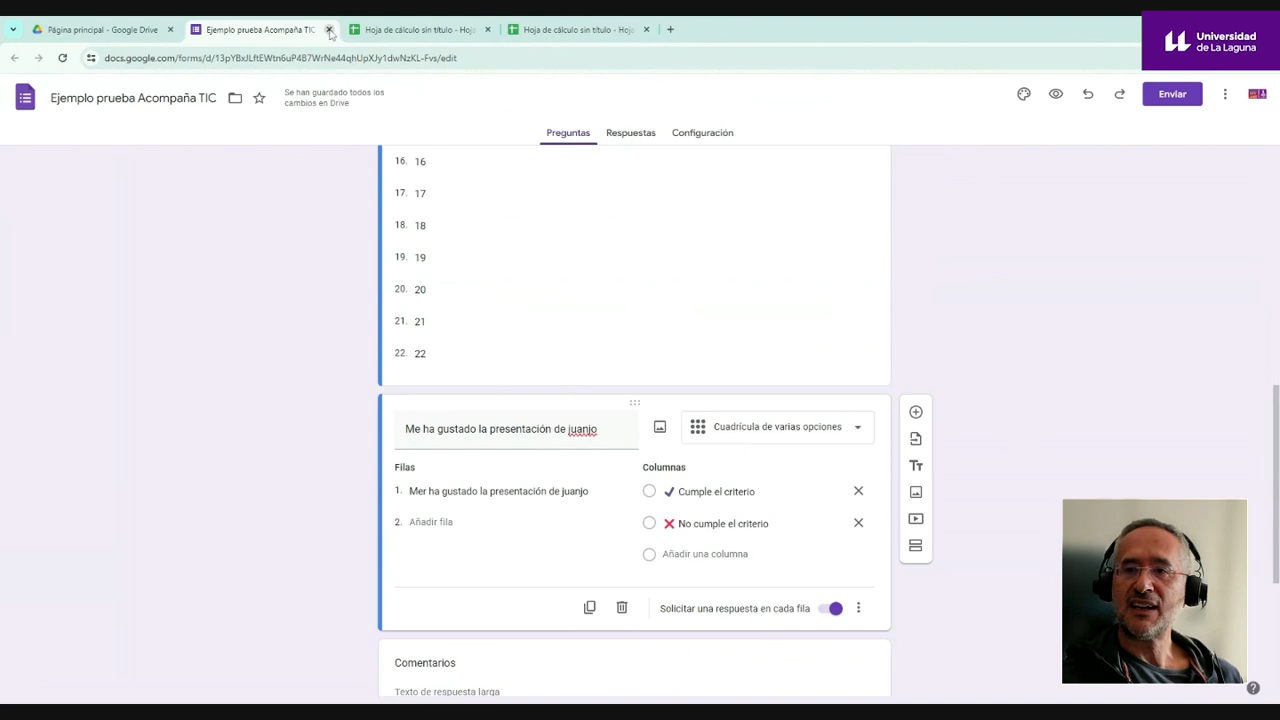 Página principal - Google Drive
Ejemplo prueba Acompaña TIC
Hoja de cálculo sin título - Hoja
Hoja de cálculo sin título - Hoja
Universidad
de La Laguna
docs.google.com/forms/d/13pYBxJLftEWtn6uP4B7WrNe44qhUpXJy1dwNzKL-Fvs/edit
Ejemplo prueba Acompaña TIC
Se han guardado todos los
cambios en Drive
Enviar
Preguntas
Respuestas
Configuración
16. 16
17. 17
18. 18
19. 19
20. 20
21. 21
22. 22
Me ha gustado la presentación de juanjo
Cuadrícula de varias opciones
Filas
Columnas
1. Mer ha gustado la presentación de juanjo
Cumple el criterio
2. Añadir fila
No cumple el criterio
Añadir una columna
Solicitar una respuesta en cada fila
Comentarios
Texto de respuesta larga